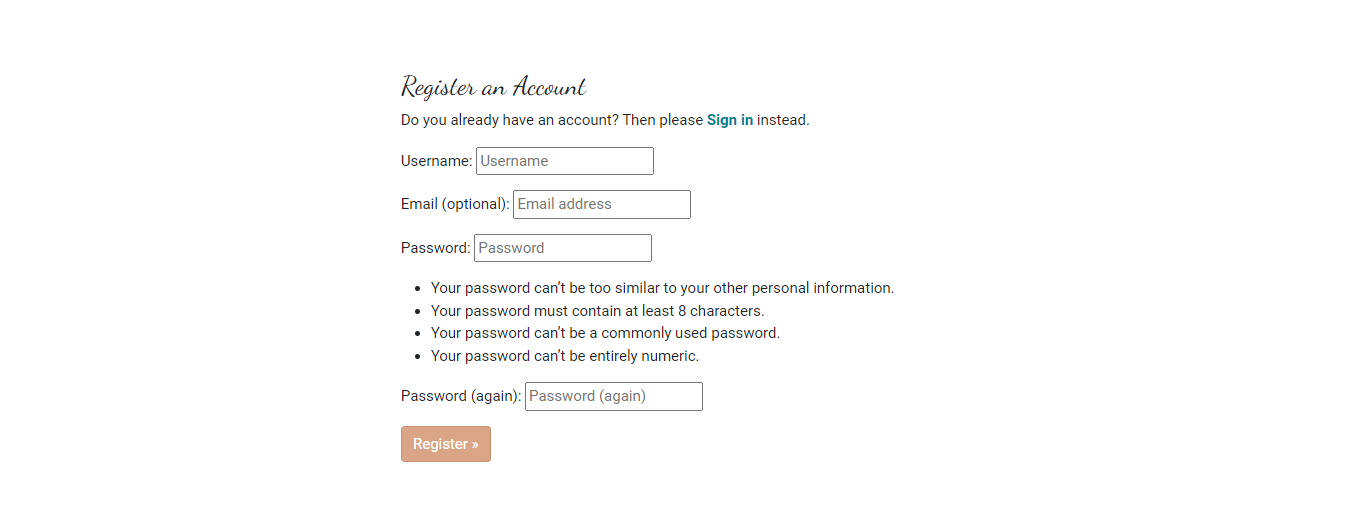 Register an Account
Do you already have an account? Then please Sign in instead.
Username: Username
Email (optional): Email address
Password: Password
• Your password can’t be too similar to your other personal information.
• Your password must contain at least 8 characters.
• Your password can’t be a commonly used password.
• Your password can’t be entirely numeric.
Password (again): Password (again)
Register »